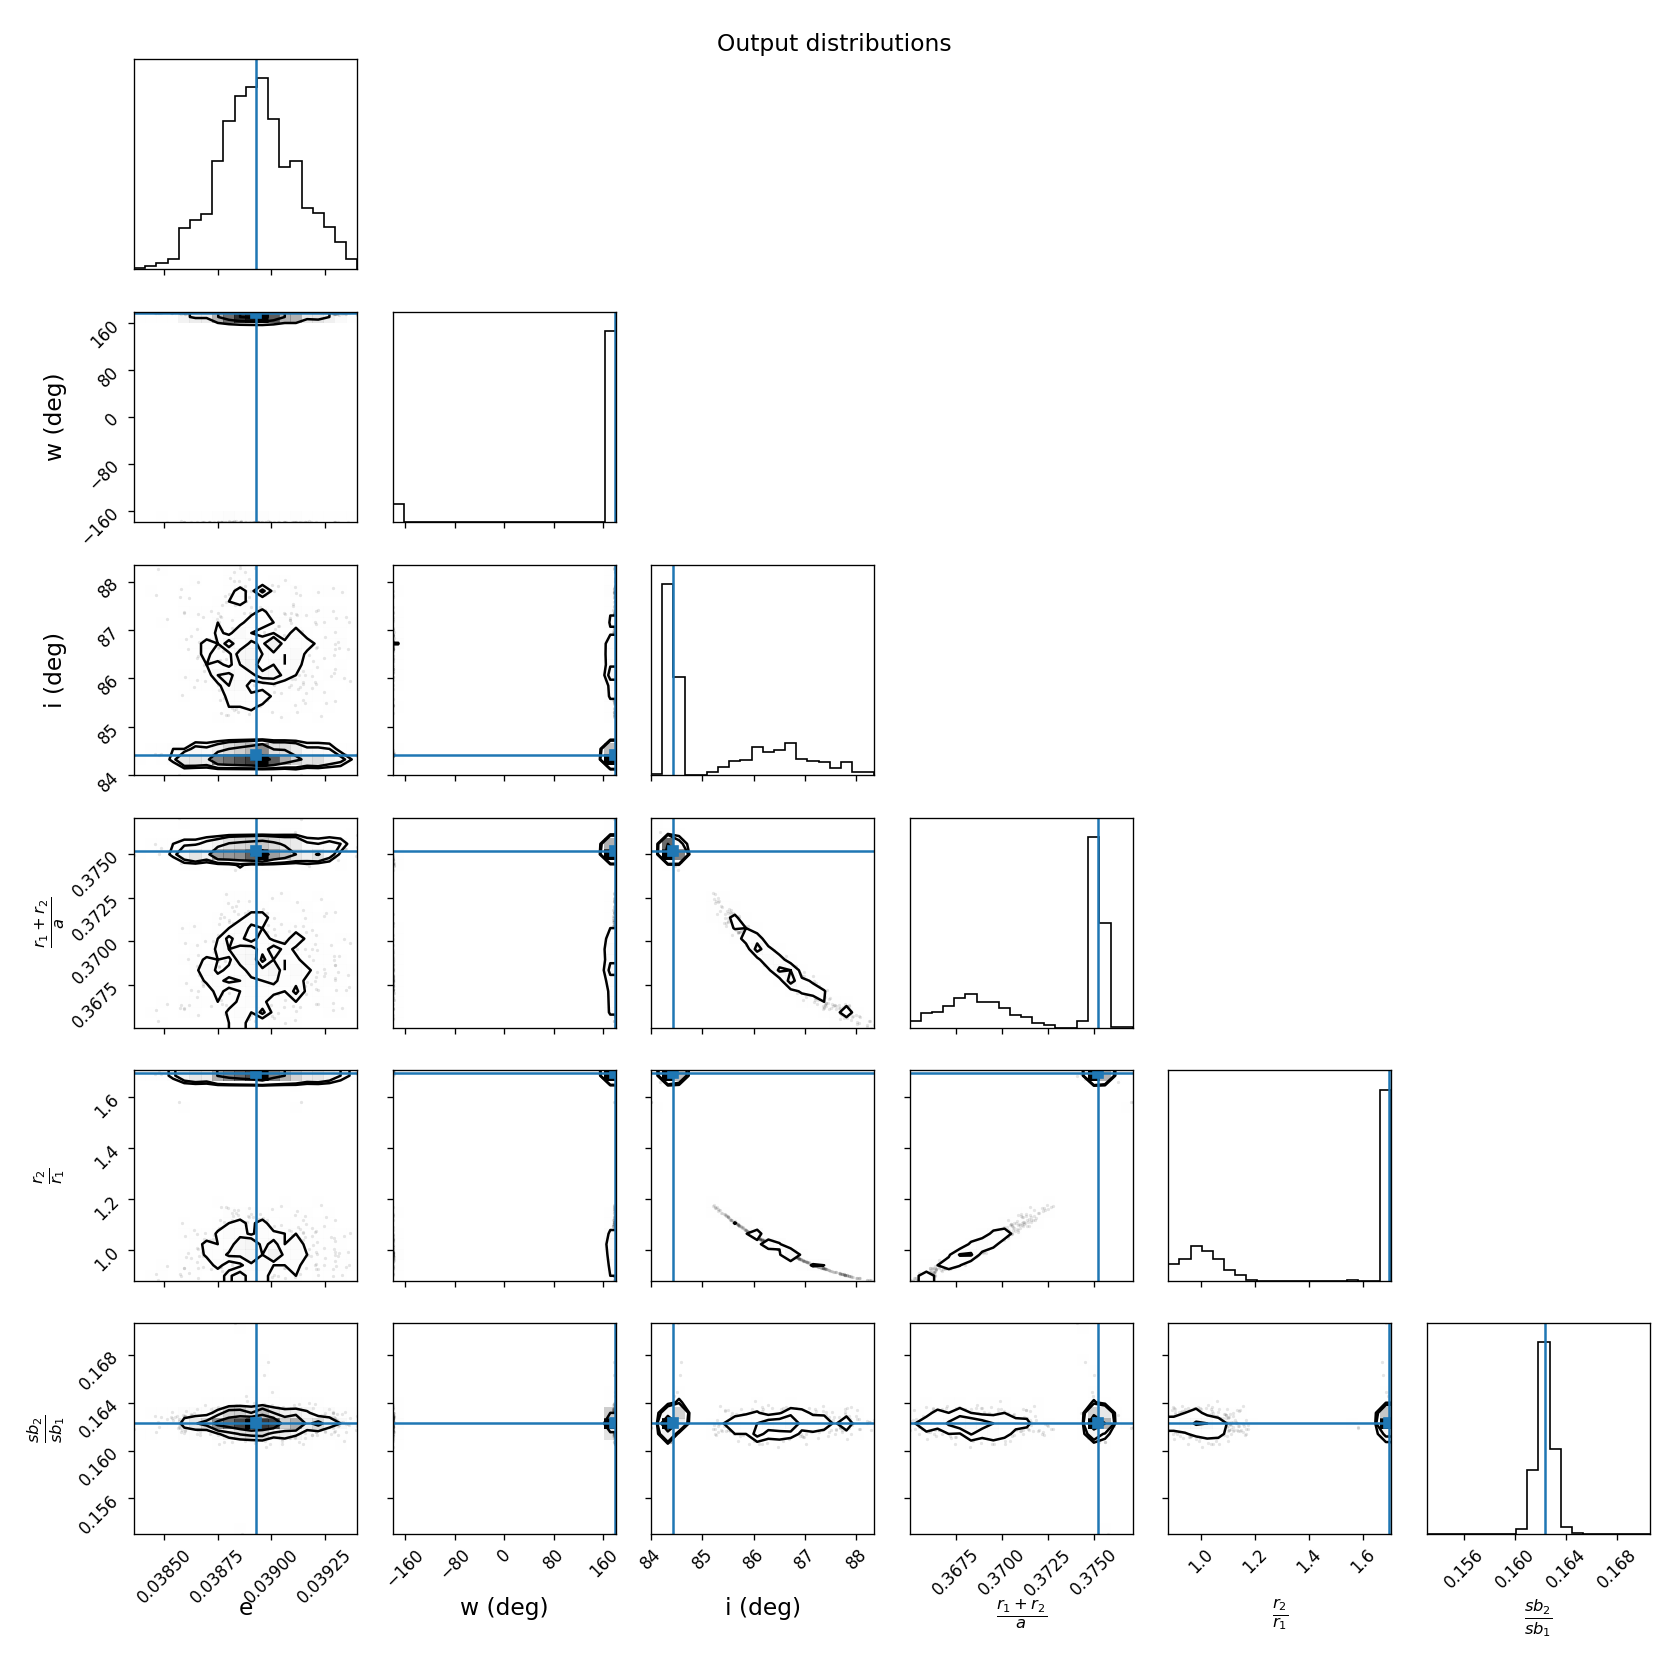 Output distributions
w (deg)
160
80
0
−80
−160
i (deg)
88
87
86
85
84
r₁ + r₂
a
0.3750
0.3725
0.3700
0.3675
r₂
r₁
1.6
1.4
1.2
1.0
sb₂
sb₁
0.168
0.164
0.160
0.156
0.03850 0.03875 0.03900 0.03925
−160 −80 0 80 160
84 85 86 87 88
0.3675 0.3700 0.3725 0.3750
1.0 1.2 1.4 1.6
0.156 0.160 0.164 0.168
e
w (deg)
i (deg)
r₁ + r₂
a
r₂
r₁
sb₂
sb₁